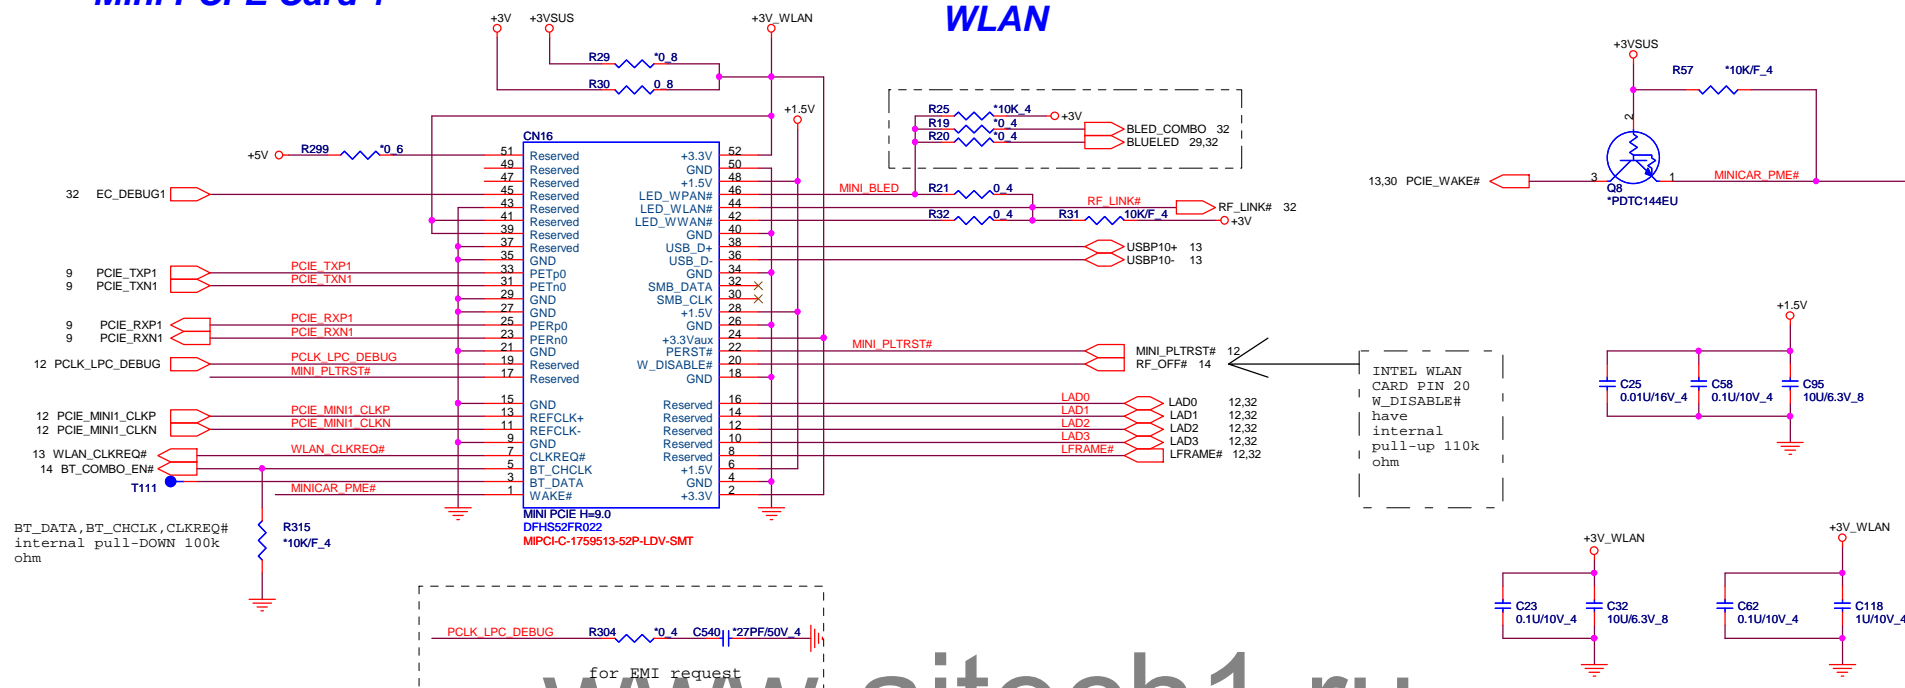 WLAN
+3V
+3VSUS
+3V_WLAN
R29 *0_8
R30 0_8
+1.5V
+5V R299 *0_6
CN16
32 EC_DEBUG1
9 PCIE_TXP1 PCIE_TXP1
9 PCIE_TXN1 PCIE_TXN1
9 PCIE_RXP1 PCIE_RXP1
9 PCIE_RXN1 PCIE_RXN1
12 PCLK_LPC_DEBUG PCLK_LPC_DEBUG
MINI_PLTRST#
12 PCIE_MINI1_CLKP PCIE_MINI1_CLKP
12 PCIE_MINI1_CLKN PCIE_MINI1_CLKN
13 WLAN_CLKREQ# WLAN_CLKREQ#
14 BT_COMBO_EN#
T111
MINICAR_PME#
51 Reserved
49 Reserved
47 Reserved
45 Reserved
43 Reserved
41 Reserved
39 Reserved
37 Reserved
35 GND
33 PETp0
31 PETn0
29 GND
27 GND
25 PERp0
23 PERn0
21 GND
19 Reserved
17 Reserved
15 GND
13 REFCLK+
11 REFCLK-
9 GND
7 CLKREQ#
5 BT_CHCLK
3 BT_DATA
1 WAKE#
+3.3V 52
GND 50
+1.5V 48
LED_WPAN# 46
LED_WLAN# 44
LED_WWAN# 42
GND 40
USB_D+ 38
USB_D- 36
GND 34
SMB_DATA 32
SMB_CLK 30
+1.5V 28
GND 26
+3.3Vaux 24
PERST# 22
W_DISABLE# 20
GND 18
Reserved 16
Reserved 14
Reserved 12
Reserved 10
Reserved 8
+1.5V 6
GND 4
+3.3V 2
MINI PCIE H=9.0
DFHS52FR022
MIPCI-C-1759513-52P-LDV-SMT
R25 *10K_4 +3V
R19 *0_4 BLED_COMBO 32
R20 *0_4 BLUELED 29,32
MINI_BLED R21 0_4
RF_LINK# RF_LINK# 32
R32 0_4 R31 10K/F_4 +3V
USBP10+ 13
USBP10- 13
MINI_PLTRST# MINI_PLTRST# 12
RF_OFF# 14
LAD0 LAD0 12,32
LAD1 LAD1 12,32
LAD2 LAD2 12,32
LAD3 LAD3 12,32
LFRAME# LFRAME# 12,32
INTEL WLAN
CARD PIN 20
W_DISABLE#
have
internal
pull-up 110k
ohm
+3VSUS
R57 *10K/F_4
2
13,30 PCIE_WAKE# 3 1 MINICAR_PME#
Q8
*PDTC144EU
+1.5V
C25
0.01U/16V_4
C58
0.1U/10V_4
C95
10U/6.3V_8
+3V_WLAN
C23
0.1U/10V_4
C32
10U/6.3V_8
+3V_WLAN
C62
0.1U/10V_4
C118
1U/10V_4
BT_DATA,BT_CHCLK,CLKREQ#
internal pull-DOWN 100k
ohm
R315
*10K/F_4
PCLK_LPC_DEBUG R304 *0_4 C540 *27PF/50V_4
for EMI request